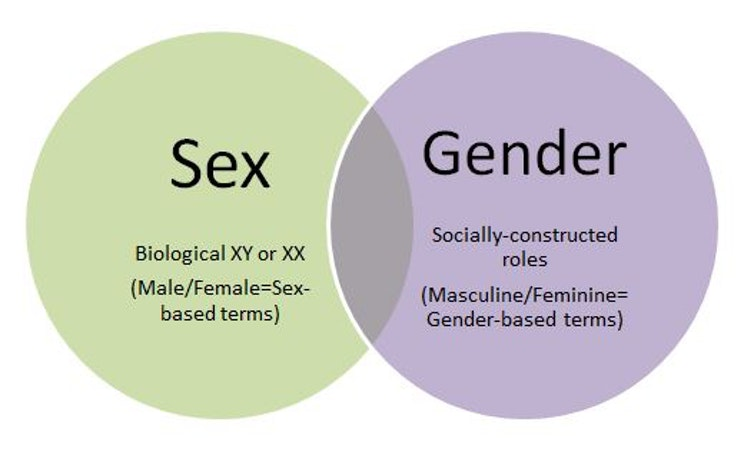 Sex
Biological XY or XX
(Male/Female=Sex-
based terms)
Gender
Socially-constructed
roles
(Masculine/Feminine=
Gender-based terms)